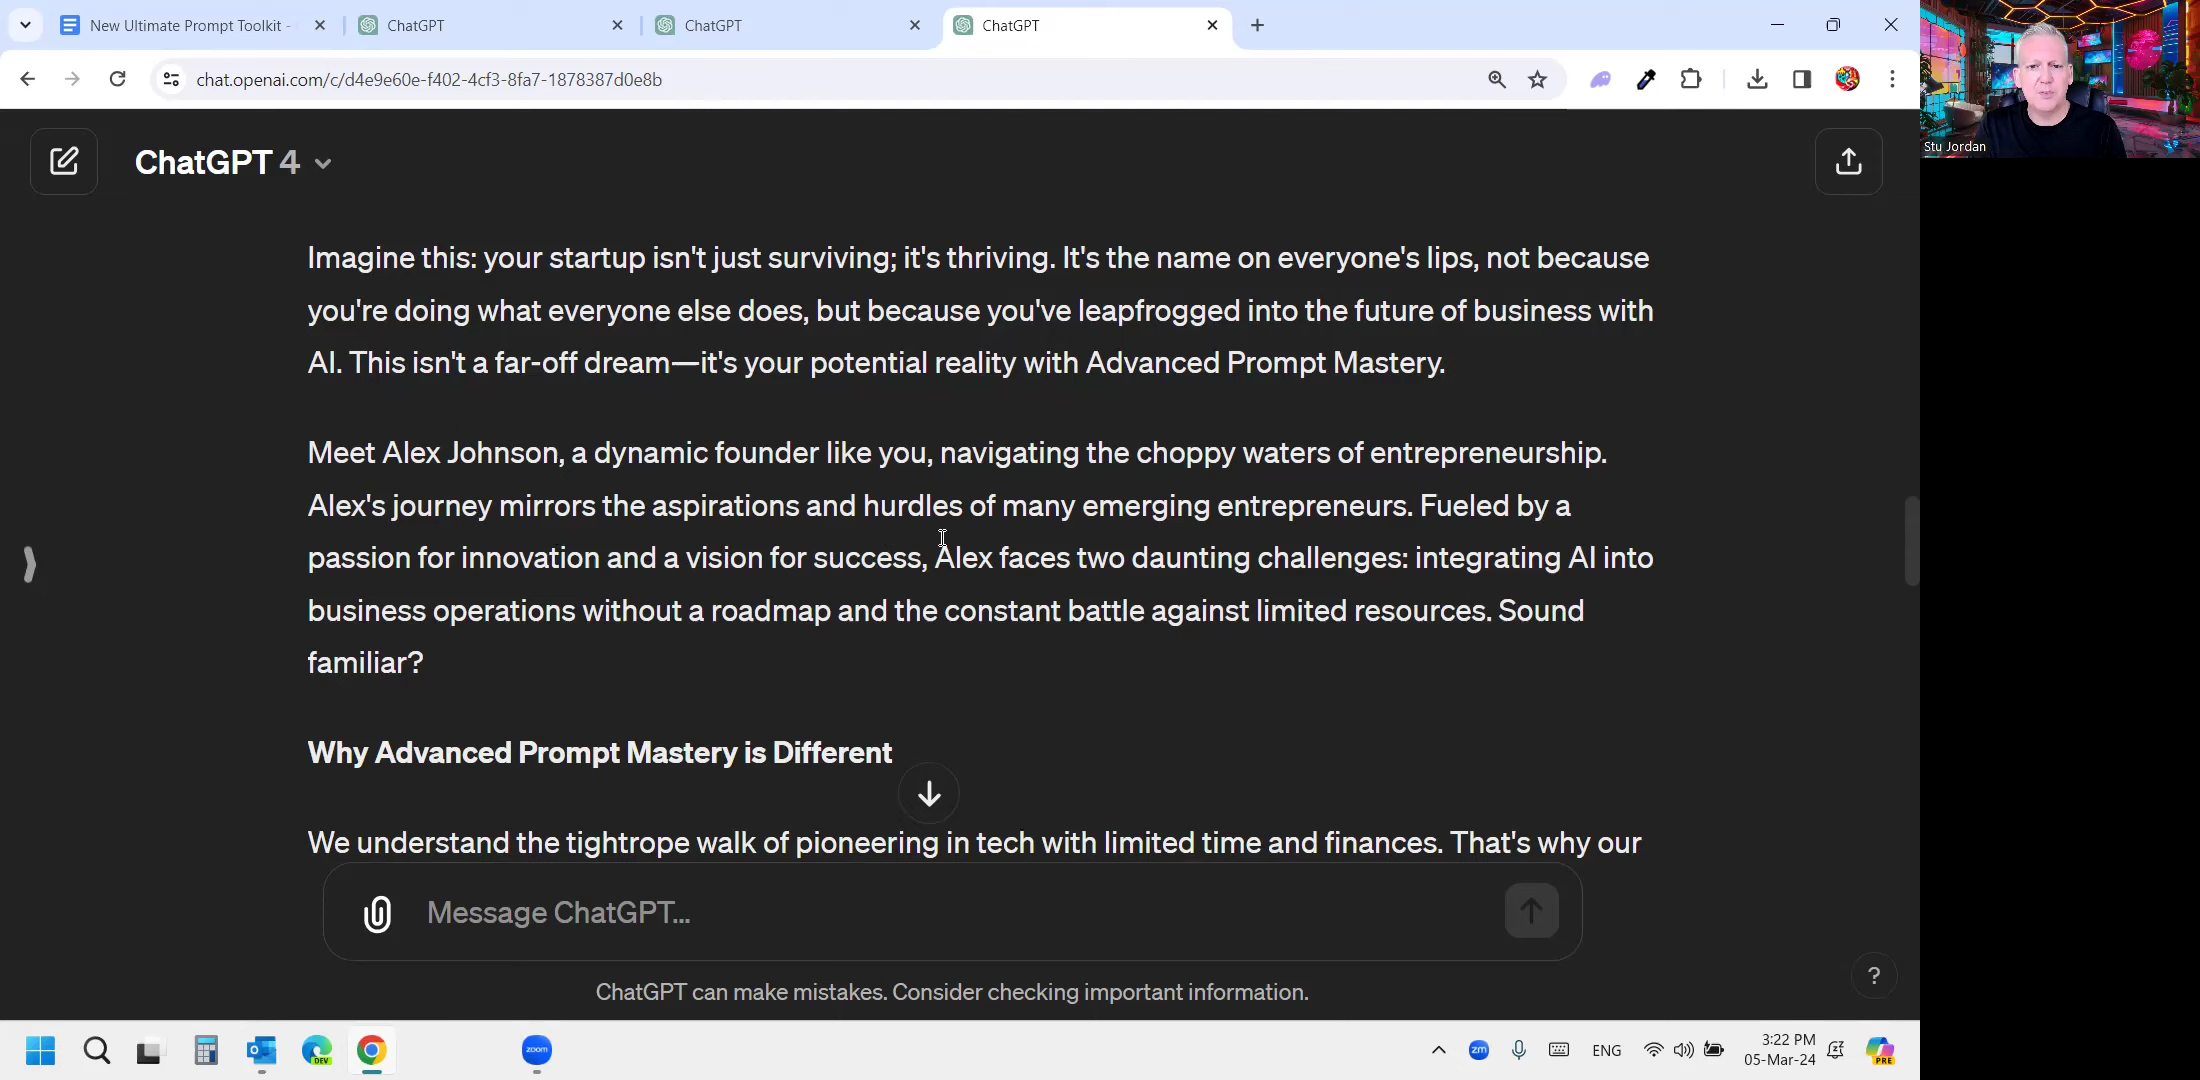 New Ultimate Prompt Toolkit -
ChatGPT
ChatGPT
ChatGPT
chat.openai.com/c/d4e9e60e-f402-4cf3-8fa7-1878387d0e8b
Stu Jordan
ChatGPT 4
Imagine this: your startup isn't just surviving; it's thriving. It's the name on everyone's lips, not because
you're doing what everyone else does, but because you've leapfrogged into the future of business with
AI. This isn't a far-off dream—it's your potential reality with Advanced Prompt Mastery.
Meet Alex Johnson, a dynamic founder like you, navigating the choppy waters of entrepreneurship.
Alex's journey mirrors the aspirations and hurdles of many emerging entrepreneurs. Fueled by a
passion for innovation and a vision for success, Alex faces two daunting challenges: integrating AI into
business operations without a roadmap and the constant battle against limited resources. Sound
familiar?
Why Advanced Prompt Mastery is Different
We understand the tightrope walk of pioneering in tech with limited time and finances. That's why our
Message ChatGPT...
ChatGPT can make mistakes. Consider checking important information.
?
DEV
zoom
zm
ENG
3:22 PM
05-Mar-24
PRE